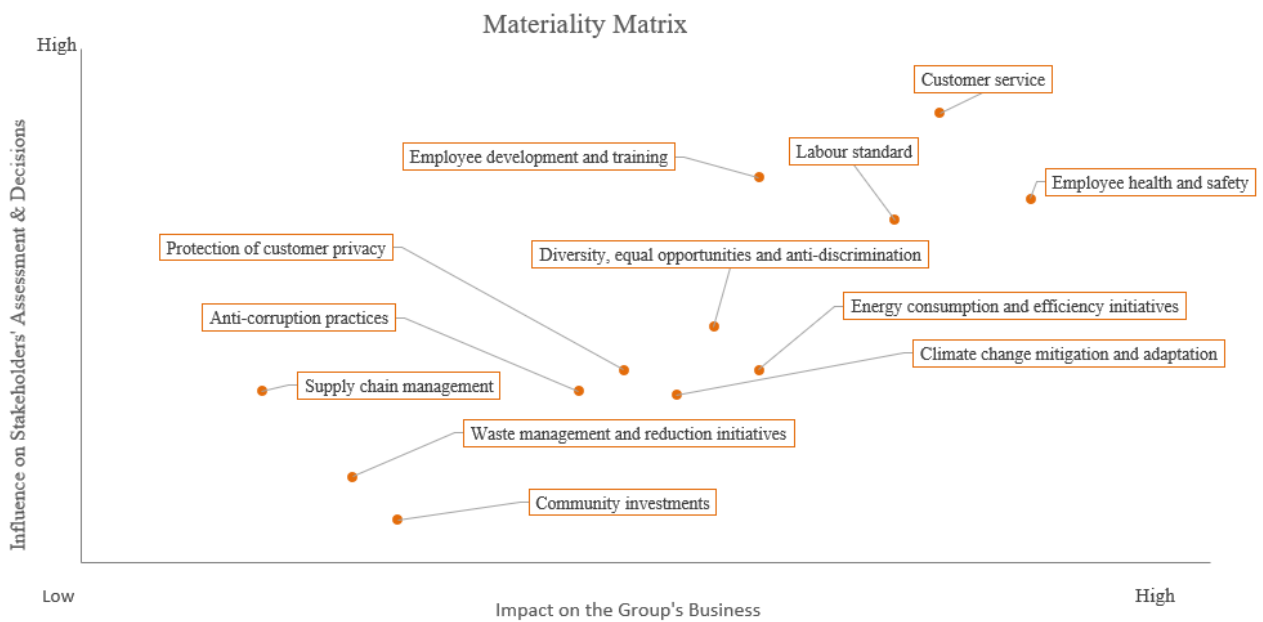 Materiality Matrix
High
Customer service
Employee development and training
Labour standard
Employee health and safety
Protection of customer privacy
Diversity, equal opportunities and anti-discrimination
Anti-corruption practices
Energy consumption and efficiency initiatives
Climate change mitigation and adaptation
Supply chain management
Waste management and reduction initiatives
Community investments
Influence on Stakeholders' Assessment & Decisions
Low
High
Impact on the Group's Business